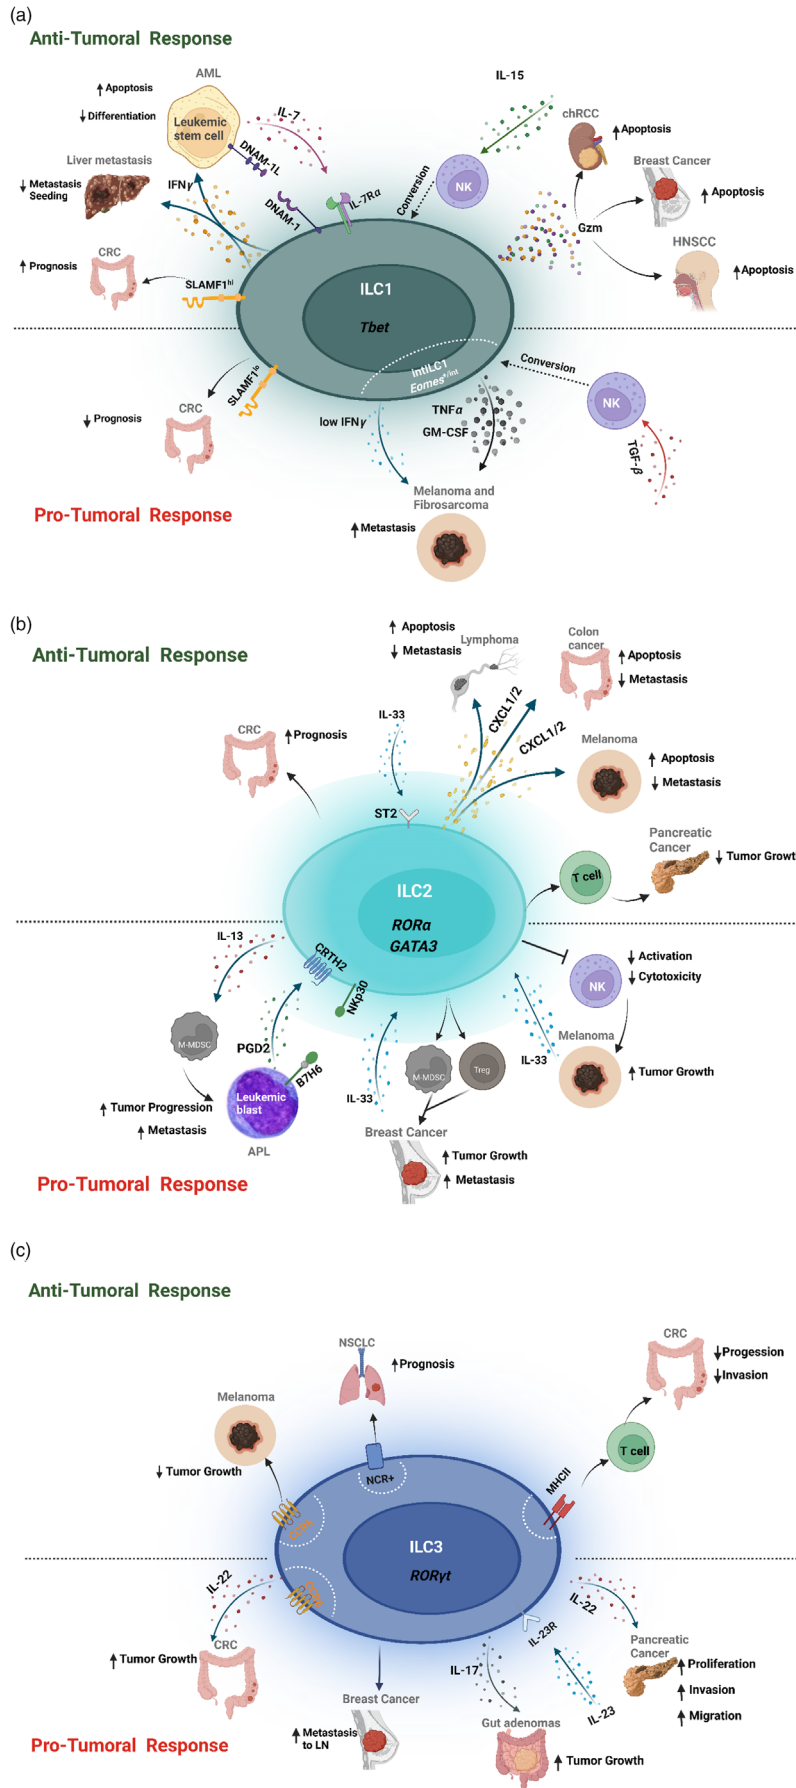 (a)
Anti-Tumoral Response
AML
Apoptosis
Differentiation
Leukemic
stem cell
IL-7
DNAM-1L
DNAM-1
IL-7Rα
IL-15
NK
Conversion
chRCC
Apoptosis
Breast Cancer
Apoptosis
Gzm
HNSCC
Apoptosis
Liver metastasis
Metastasis
Seeding
IFNγ
CRC
Prognosis
SLAMF1hi
ILC1
Tbet
intILC1
SLAMF1lo
CRC
Prognosis
low IFNγ
TNFα
GM-CSF
Conversion
NK
TGF-β
Melanoma and
Fibrosarcoma
Metastasis
Pro-Tumoral Response
(b)
Anti-Tumoral Response
Apoptosis
Metastasis
Lymphoma
Colon
cancer
Apoptosis
Metastasis
CXCL1/2
CXCL1/2
IL-33
CRC
Prognosis
Melanoma
Apoptosis
Metastasis
ST2
Pancreatic
Cancer
Tumor Growt
T cell
ILC2
RORα
GATA3
IL-13
CRTH2
NKp30
M-MDSC
PGD2
B7H6
Leukemic
blast
APL
Tumor Progression
Metastasis
IL-33
M-MDSC
Treg
Breast Cancer
Tumor Growth
Metastasis
NK
Activation
Cytotoxicity
IL-33
Melanoma
Tumor Growth
Pro-Tumoral Response
(c)
Anti-Tumoral Response
NSCLC
Prognosis
CRC
Progession
Invasion
Melanoma
Tumor Growth
NCR+
MHCII
T cell
ILC3
RORγt
IL-22
CRC
Tumor Growth
Breast Cancer
Metastasis
to LN
IL-17
Gut adenomas
Tumor Growth
IL-23R
IL-23
IL-22
Pancreatic
Cancer
Proliferation
Invasion
Migration
Pro-Tumoral Response